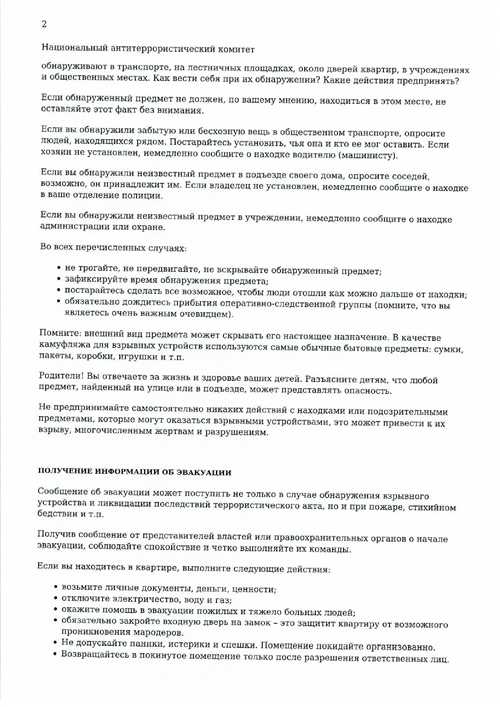 2
Национальный антитеррористический комитет
обнаруживают в транспорте, на лестничных площадках, около дверей квартир, в учреждениях
и общественных местах. Как вести себя при их обнаружении? Какие действия предпринять?
Если обнаруженный предмет не должен, по вашему мнению, находиться в этом месте, не
оставляйте этот факт без внимания.
Если вы обнаружили забытую или бесхозную вещь в общественном транспорте, опросите
людей, находящихся рядом. Постарайтесь установить, чья она и кто ее мог оставить. Если
хозяин не установлен, немедленно сообщите о находке водителю (машинисту).
Если вы обнаружили неизвестный предмет в подъезде своего дома, опросите соседей,
возможно, он принадлежит им. Если владелец не установлен, немедленно сообщите о находке
в ваше отделение полиции.
Если вы обнаружили неизвестный предмет в учреждении, немедленно сообщите о находке
администрации или охране.
Во всех перечисленных случаях:
• не трогайте, не передвигайте, не вскрывайте обнаруженный предмет;
• зафиксируйте время обнаружения предмета;
• постарайтесь сделать все возможное, чтобы люди отошли как можно дальше от находки;
• обязательно дождитесь прибытия оперативно-следственной группы (помните, что вы
являетесь очень важным очевидцем).
Помните: внешний вид предмета может скрывать его настоящее назначение. В качестве
камуфляжа для взрывных устройств используются самые обычные бытовые предметы: сумки,
пакеты, коробки, игрушки и т.п.
Родители! Вы отвечаете за жизнь и здоровье ваших детей. Разъясните детям, что любой
предмет, найденный на улице или в подъезде, может представлять опасность.
Не предпринимайте самостоятельно никаких действий с находками или подозрительными
предметами, которые могут оказаться взрывными устройствами, это может привести к их
взрыву, многочисленным жертвам и разрушениям.
ПОЛУЧЕНИЕ ИНФОРМАЦИИ ОБ ЭВАКУАЦИИ
Сообщение об эвакуации может поступить не только в случае обнаружения взрывного
устройства и ликвидации последствий террористического акта, но и при пожаре, стихийном
бедствии и т.п.
Получив сообщение от представителей властей или правоохранительных органов о начале
эвакуации, соблюдайте спокойствие и четко выполняйте их команды.
Если вы находитесь в квартире, выполните следующие действия:
• возьмите личные документы, деньги, ценности;
• отключите электричество, воду и газ;
• окажите помощь в эвакуации пожилых и тяжело больных людей;
• обязательно закройте входную дверь на замок – это защитит квартиру от возможного
проникновения мародеров.
• Не допускайте паники, истерики и спешки. Помещение покидайте организованно.
• Возвращайтесь в покинутое помещение только после разрешения ответственных лиц.